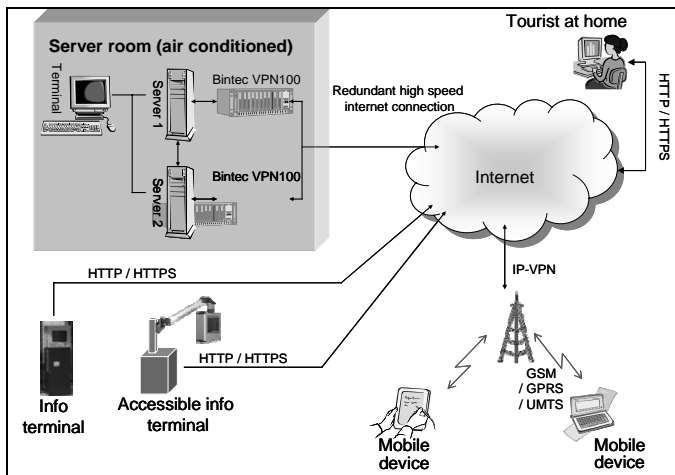 Server room (air conditioned)
Terminal
Server 1
Bintec VPN100
Server 2
Bintec VPN100
Redundant high speed
internet connection
Tourist at home
HTTP / HTTPS
Internet
IP-VPN
HTTP / HTTPS
HTTP / HTTPS
Info
terminal
Accessible info
terminal
GSM
/ GPRS
/ UMTS
Mobile
device
Mobile
device